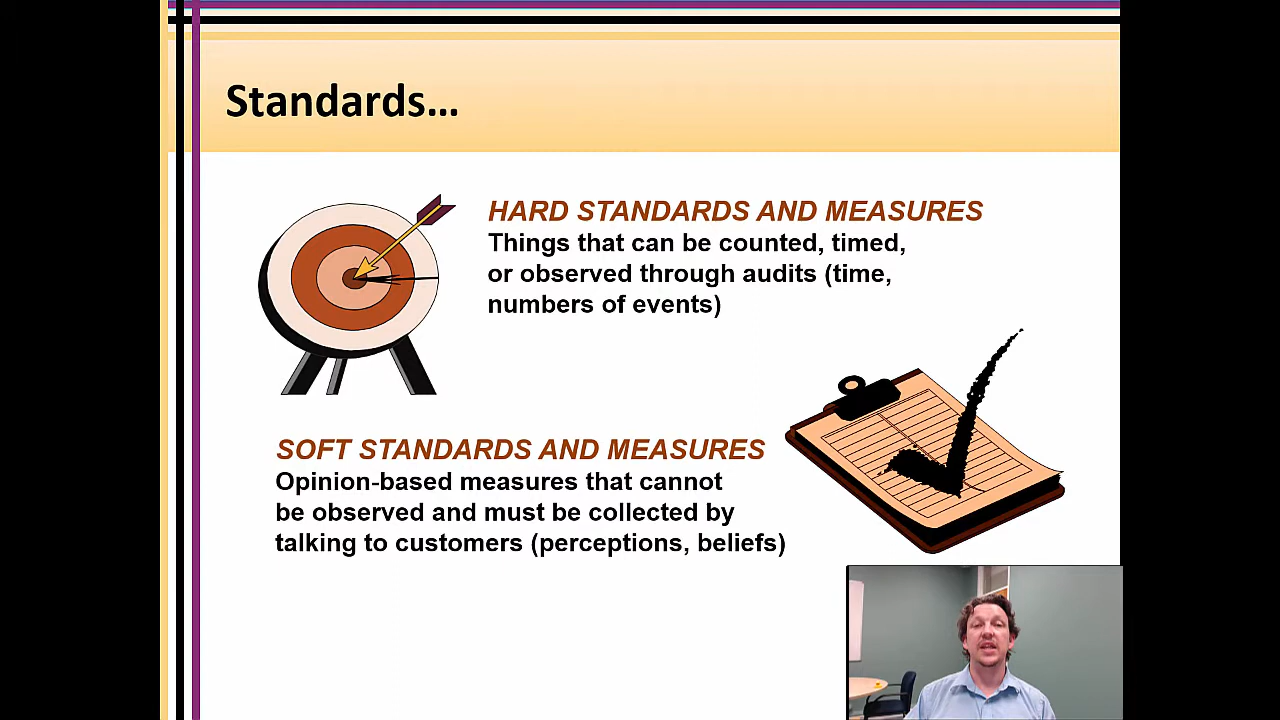 Standards…
HARD STANDARDS AND MEASURES
Things that can be counted, timed,
or observed through audits (time,
numbers of events)
SOFT STANDARDS AND MEASURES
Opinion-based measures that cannot
be observed and must be collected by
talking to customers (perceptions, beliefs)